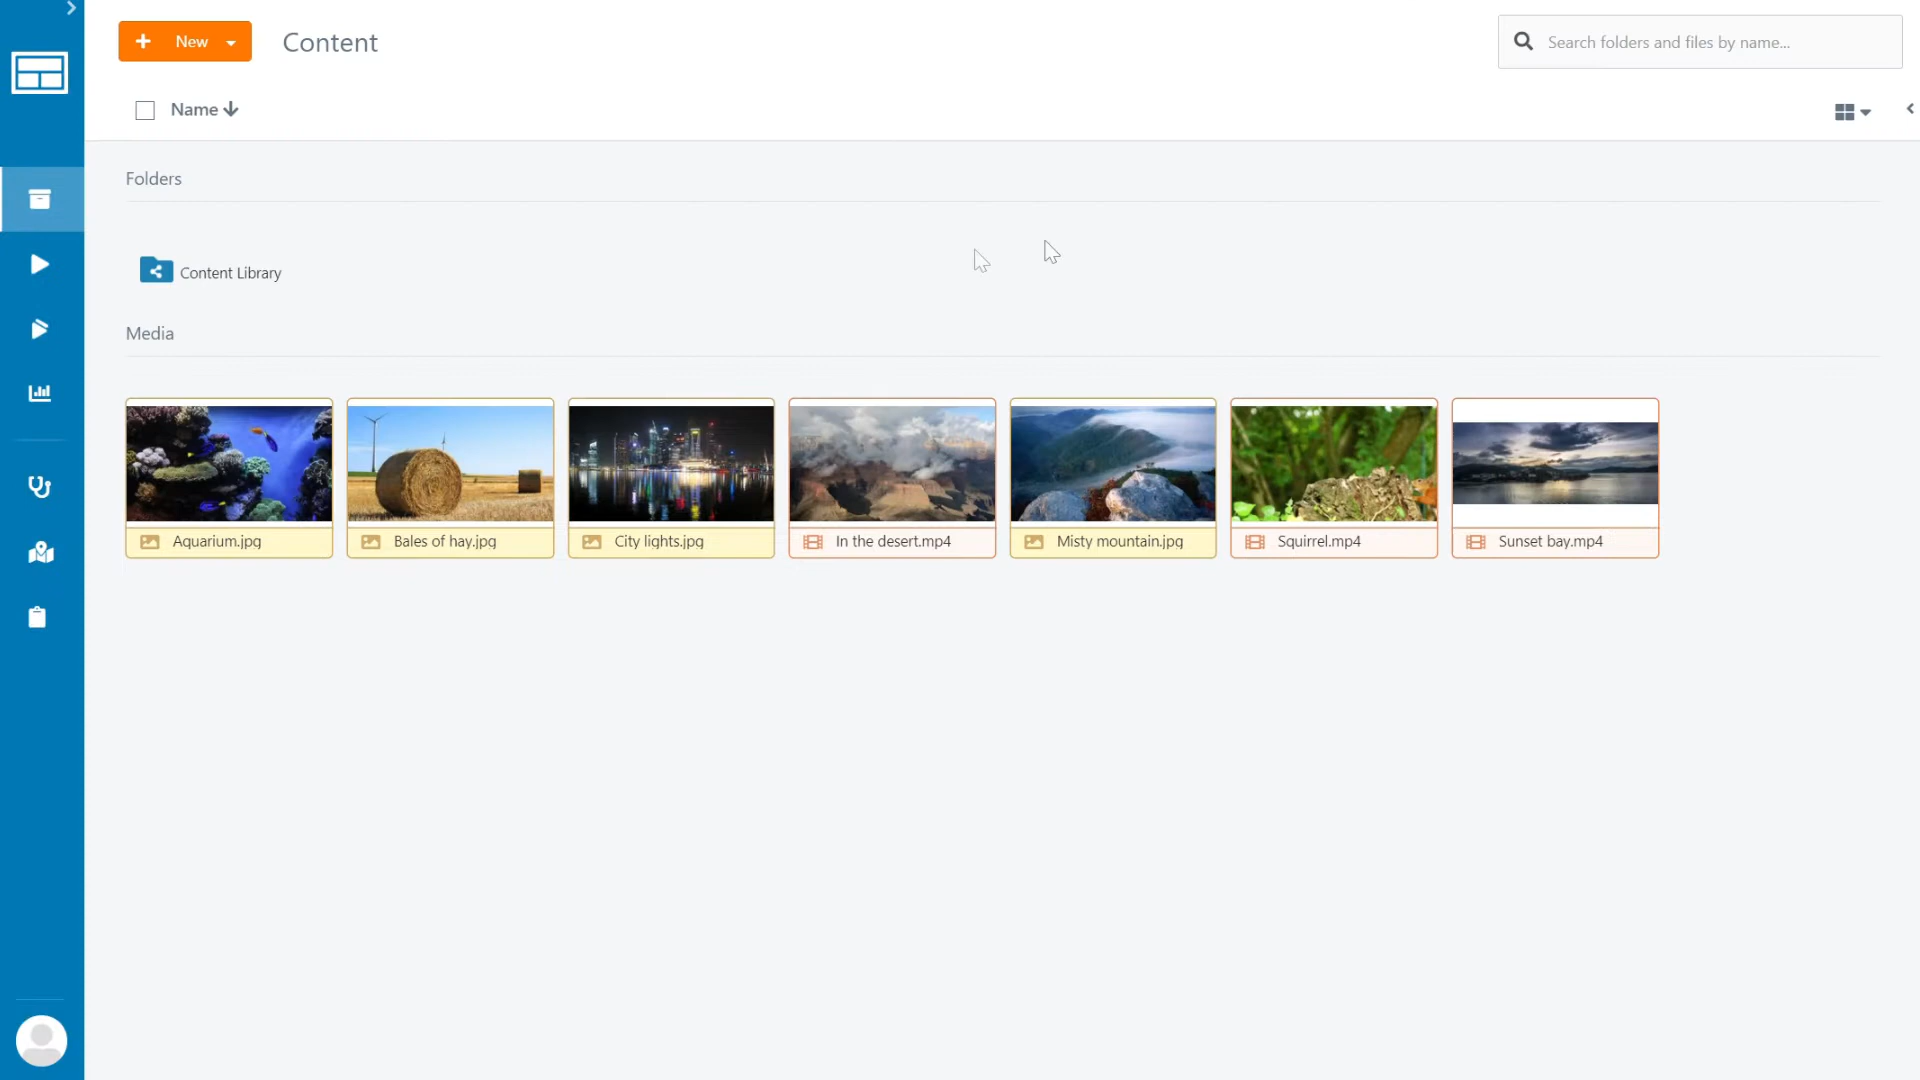 New
Content
Search folders and files by name...
Name
Folders
Content Library
Media
Aquarium.jpg
Bales of hay.jpg
City lights.jpg
In the desert.mp4
Misty mountain.jpg
Squirrel.mp4
Sunset bay.mp4